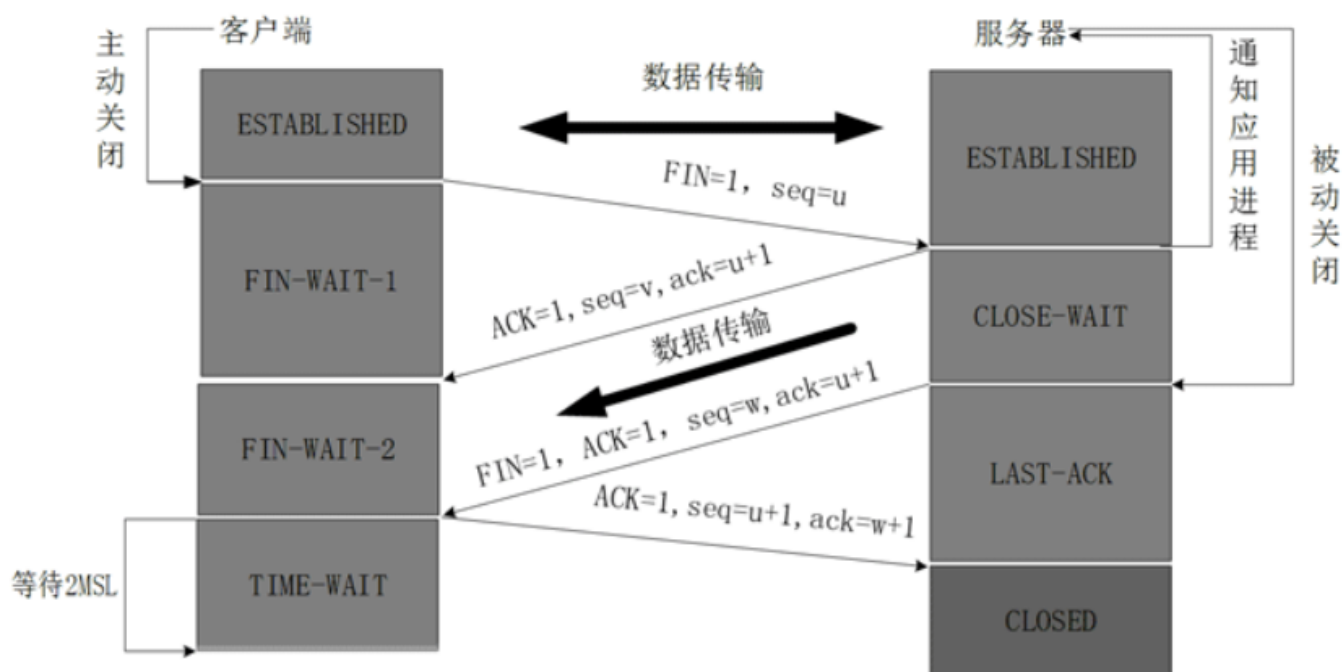 客户端
服务器
主动关闭
数据传输
通知应用进程
被动关闭
ESTABLISHED
ESTABLISHED
FIN=1, seq=u
FIN-WAIT-1
ACK=1,seq=v,ack=u+1
CLOSE-WAIT
数据传输
FIN-WAIT-2
FIN=1, ACK=1, seq=w,ack=u+1
LAST-ACK
ACK=1,seq=u+1,ack=w+1
等待2MSL
TIME-WAIT
CLOSED